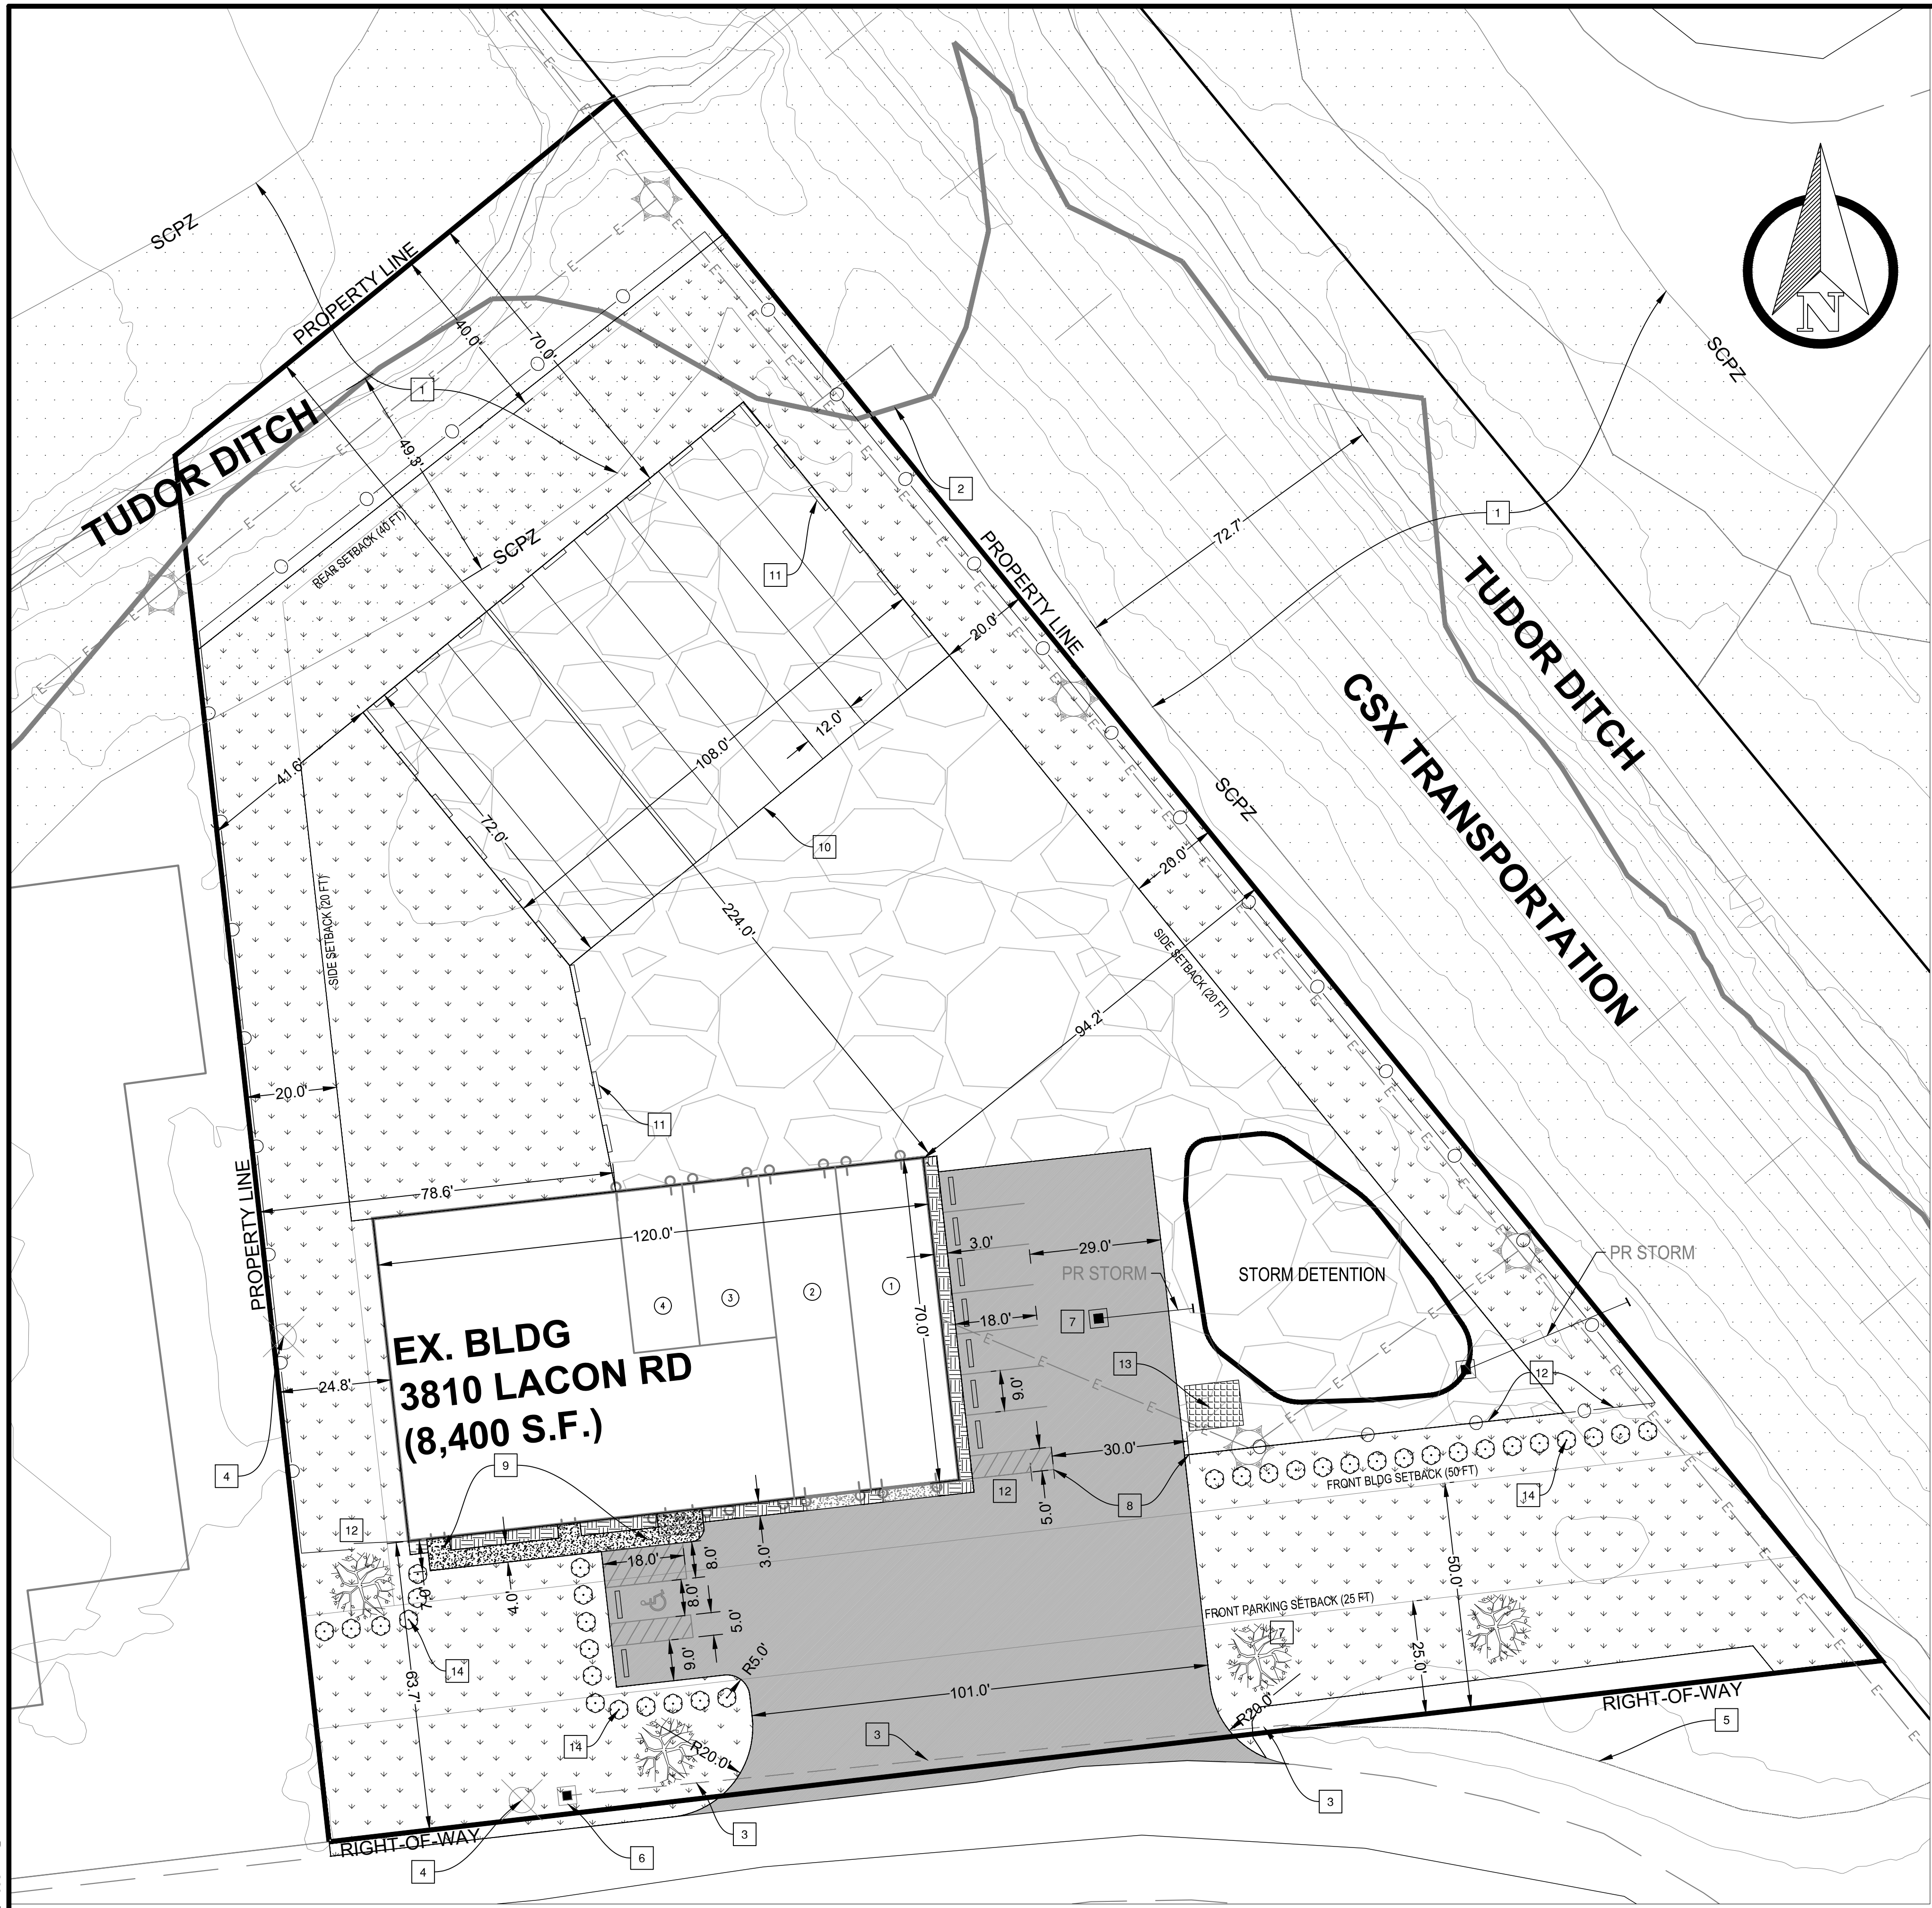 SCPZ
PROPERTY LINE
TUDOR DITCH
40.0'
70.0'
1
49.3'
REAR SETBACK (40 FT)
SCPZ
2
11
N
SCPZ
1
72.7'
PROPERTY LINE
TUDOR DITCH
CSX TRANSPORTATION
20.0'
12.0'
108.0'
41.6'
72.0'
10
SCPZ
20.0'
224.0'
SIDE SETBACK (20 FT)
SIDE SETBACK (20 FT)
94.2'
20.0'
11
PROPERTY LINE
78.6'
120.0'
3.0'
29.0'
PR STORM
STORM DETENTION
PR STORM
4
3
2
1
70.0'
18.0'
7
13
12
EX. BLDG
3810 LACON RD
(8,400 S.F.)
24.8'
9.0'
30.0'
4
9
12
5.0'
8
FRONT BLDG SETBACK (50 FT)
14
12
18.0'
8.0'
3.0'
7.0'
4.0'
8.0'
5.0'
9.0'
R5.0'
14
63.7'
50.0'
FRONT PARKING SETBACK (25 FT)
7
25.0'
101.0'
R20.0'
RIGHT-OF-WAY
5
14
R20.0'
3
3
3
RIGHT-OF-WAY
4
6
E